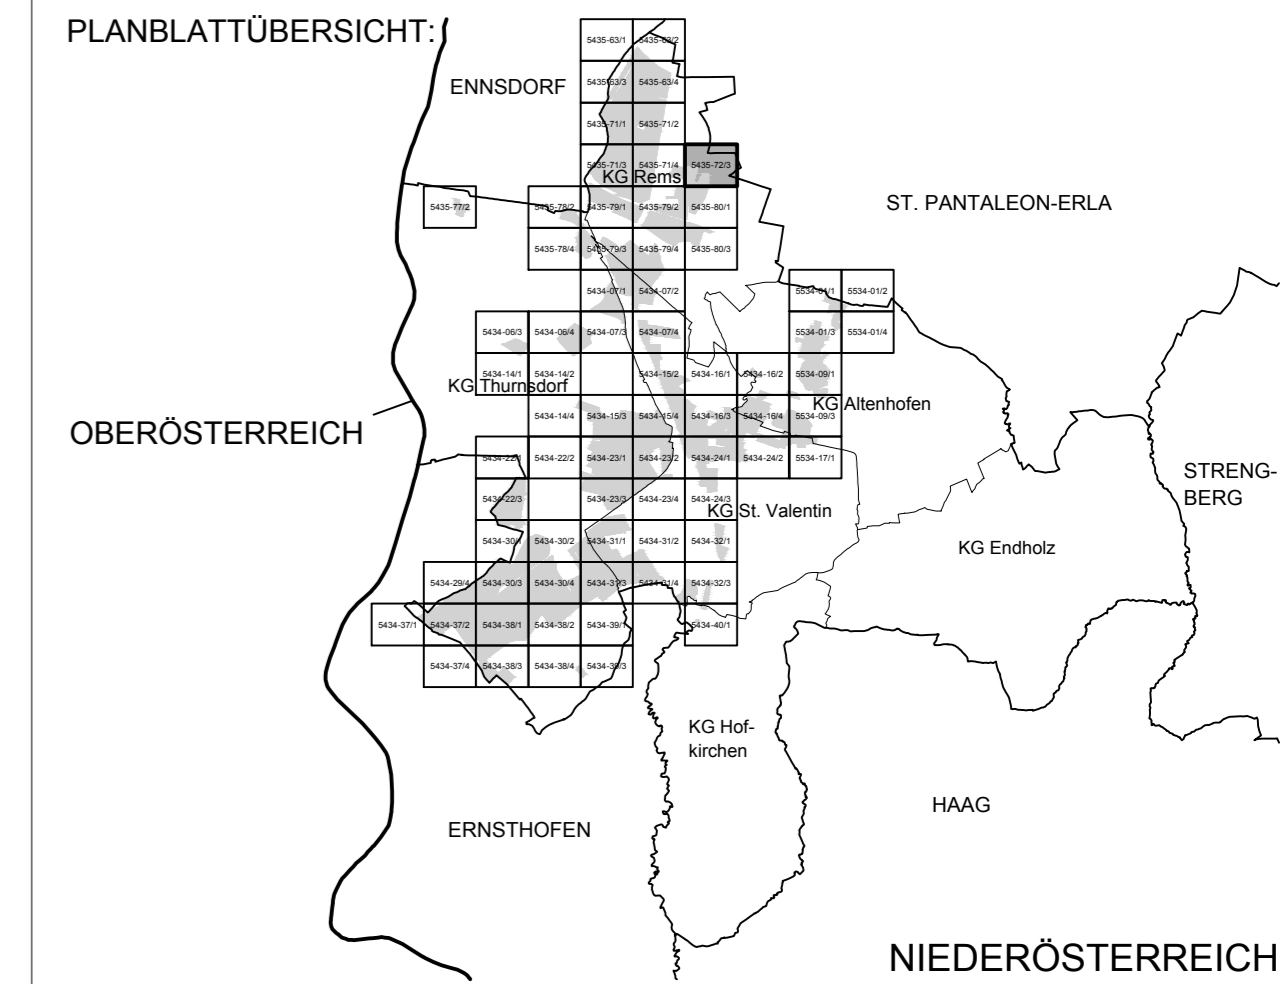 PLANBLATTÜBERSICHT:
5435-63/1 5435-63/2
ENNSDORF
5435-63/3 5435-63/4
5435-71/1 5435-71/2
5435-71/3 5435-71/4 5435-72/3
KG Rems
ST. PANTALEON-ERLA
5435-77/2 5435-78/2 5435-79/1 5435-79/2 5435-80/1
5435-78/4 5435-79/3 5435-79/4 5435-80/3
5434-07/1 5434-07/2 5534-01/1 5534-01/2
5434-06/3 5434-06/4 5434-07/3 5434-07/4 5534-01/3 5534-01/4
5434-14/1 5434-14/2 5434-15/2 5434-16/1 5434-16/2 5534-09/1
KG Thurnsdorf
KG Altenhofen
5434-14/4 5434-15/3 5434-15/4 5434-16/3 5434-16/4 5534-09/3
OBERÖSTERREICH
5434-22/1 5434-22/2 5434-23/1 5434-23/2 5434-24/1 5434-24/2 5534-17/1
STRENG-
BERG
5434-22/3 5434-23/3 5434-23/4 5434-24/3
KG St. Valentin
5434-30/1 5434-30/2 5434-31/1 5434-31/2 5434-32/1
KG Endholz
5434-29/4 5434-30/3 5434-30/4 5434-31/3 5434-31/4 5434-32/3
5434-37/1 5434-37/2 5434-38/1 5434-38/2 5434-39/1 5434-40/1
5434-37/4 5434-38/3 5434-38/4 5434-39/3
KG Hof-
kirchen
HAAG
ERNSTHOFEN
NIEDERÖSTERREICH